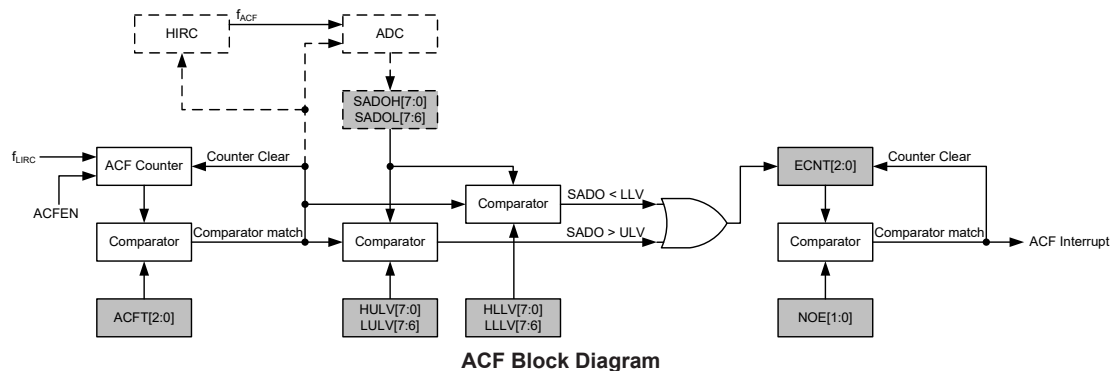 HIRC
fACF
ADC
SADOH[7:0]
SADOL[7:6]
fLIRC
ACFEN
ACF Counter
Counter Clear
Comparator
Comparator match
ACFT[2:0]
Comparator
HULV[7:0]
LULV[7:6]
Comparator
HLLV[7:0]
LLLV[7:6]
SADO < LLV
SADO > ULV
ECNT[2:0]
Counter Clear
Comparator
Comparator match
ACF Interrupt
NOE[1:0]
ACF Block Diagram